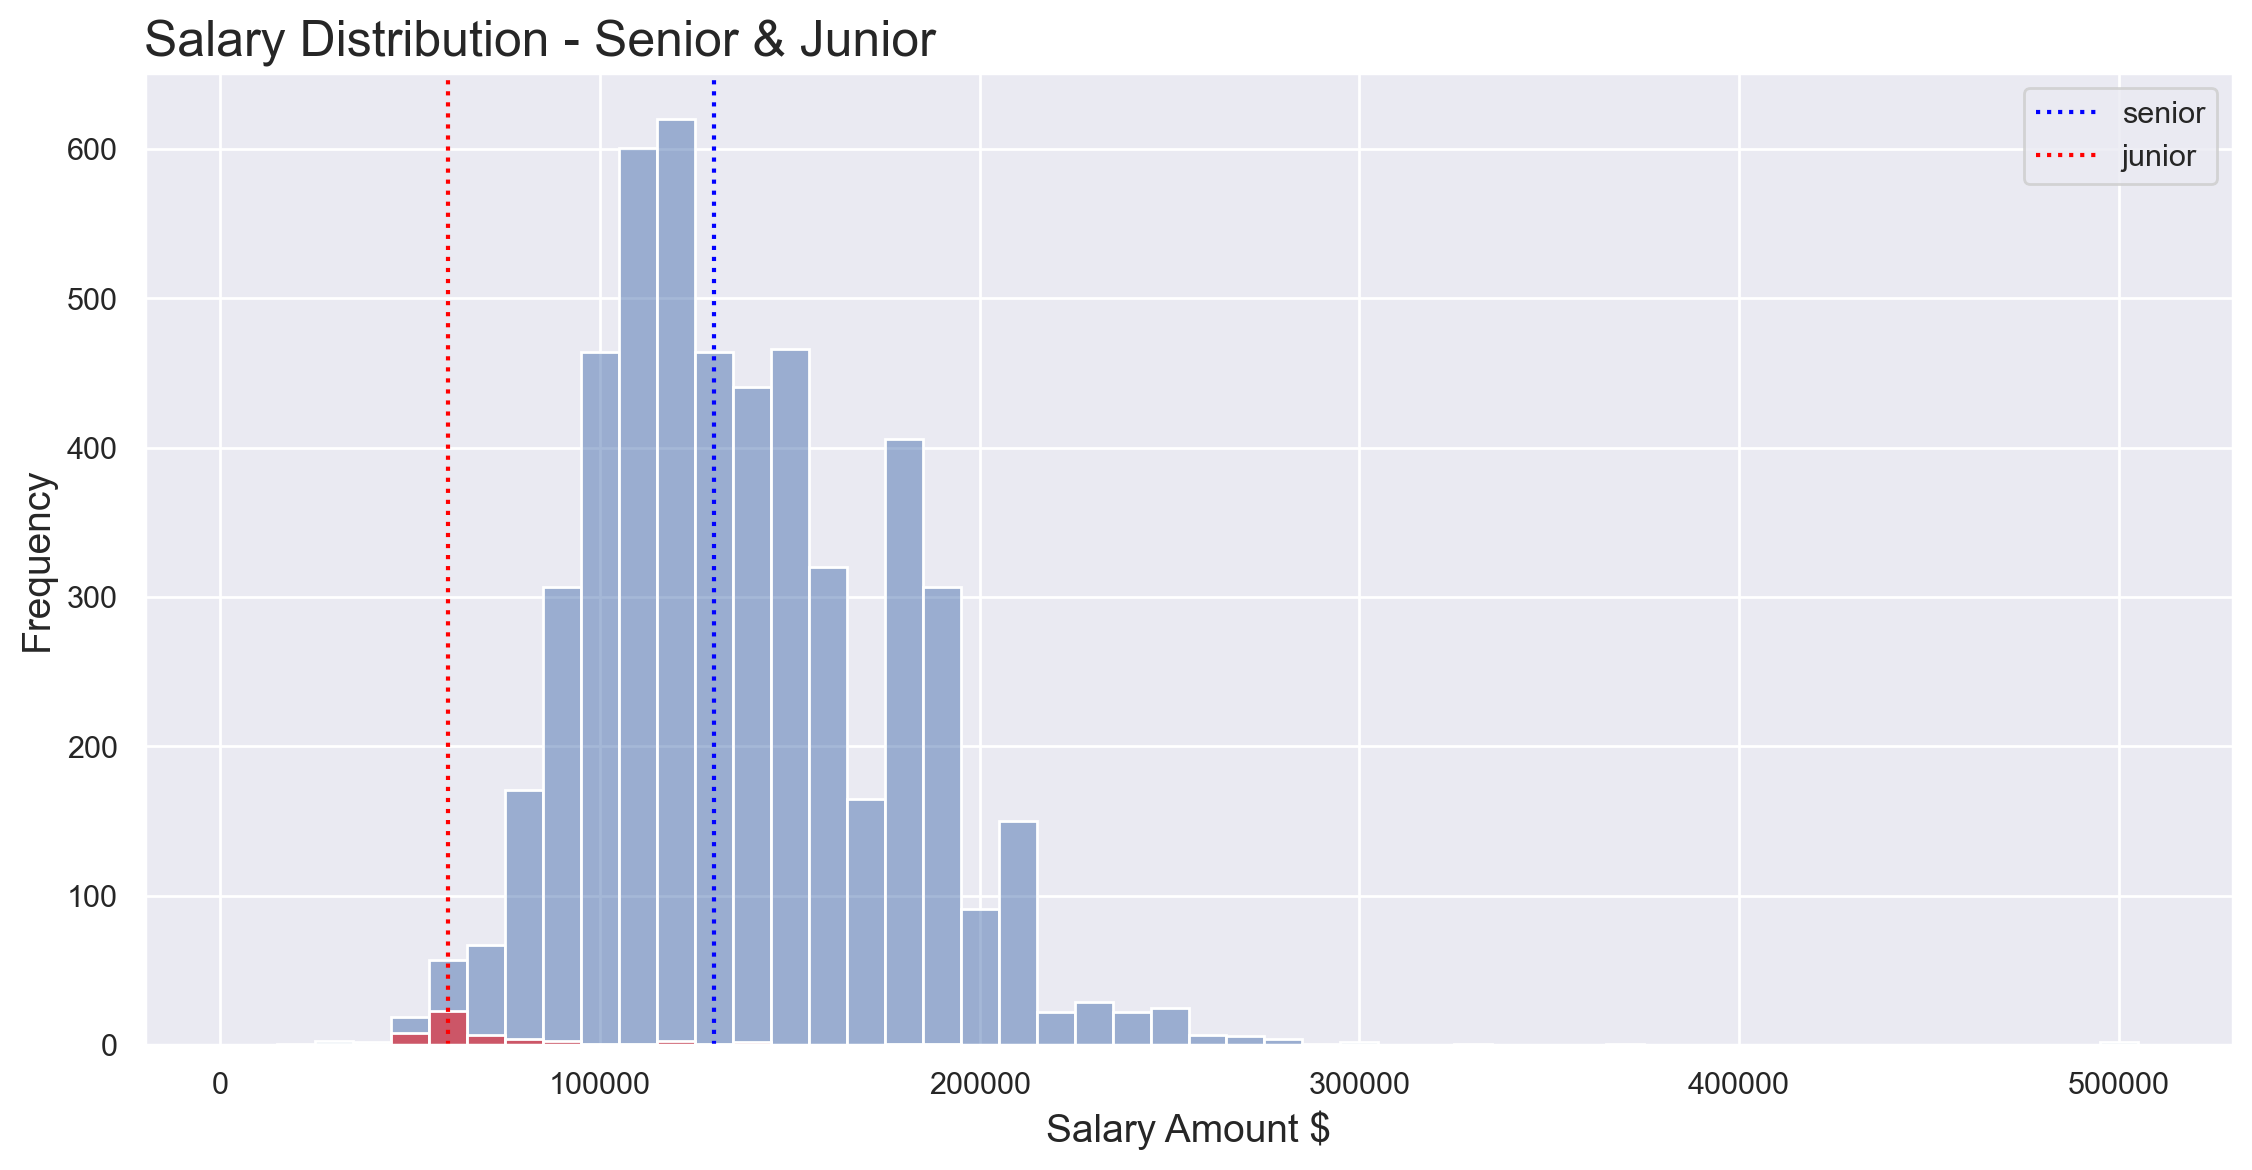 Salary Distribution - Senior & Junior
senior
junior
600
500
400
300
200
100
0
Frequency
0 100000 200000 300000 400000 500000
Salary Amount $